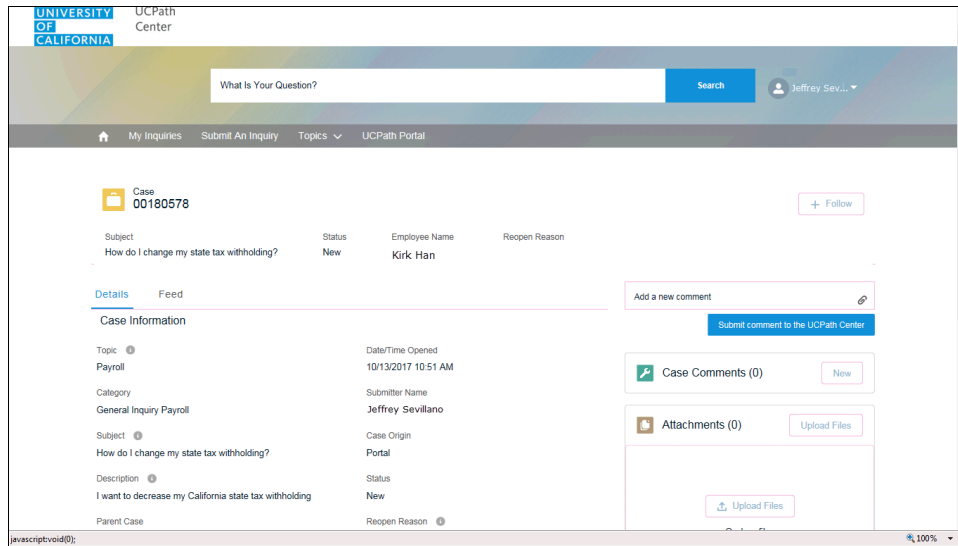 UNIVERSITY
OF
CALIFORNIA
UCPath
Center
What Is Your Question?
Search
Jeffrey Sev...
My Inquiries Submit An Inquiry Topics UCPath Portal
Case
00180578
+ Follow
Subject Status Employee Name Reopen Reason
How do I change my state tax withholding? New Kirk Han
Details Feed
Add a new comment
Submit comment to the UCPath Center
Case Information
Topic Date/Time Opened
Payroll 10/13/2017 10:51 AM
Case Comments (0) New
Category Submitter Name
General Inquiry Payroll Jeffrey Sevillano
Attachments (0) Upload Files
Subject Case Origin
How do I change my state tax withholding? Portal
Description Status
I want to decrease my California state tax withholding New
Upload Files
Parent Case Reopen Reason
javascript:void(0);
100%